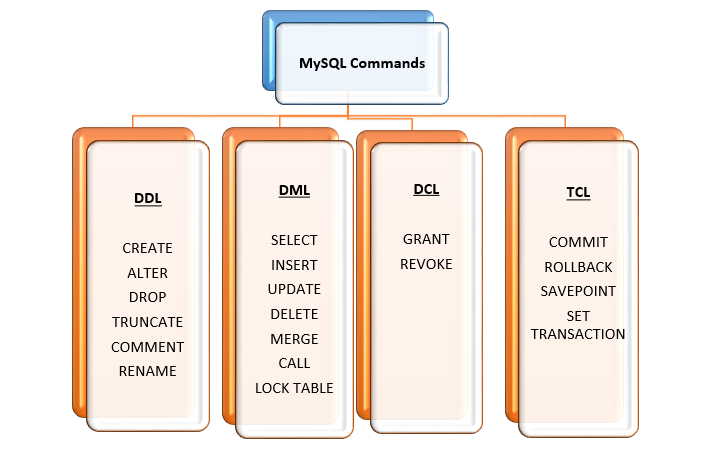 MySQL Commands
DDL
CREATE
ALTER
DROP
TRUNCATE
COMMENT
RENAME
DML
SELECT
INSERT
UPDATE
DELETE
MERGE
CALL
LOCK TABLE
DCL
GRANT
REVOKE
TCL
COMMIT
ROLLBACK
SAVEPOINT
SET
TRANSACTION